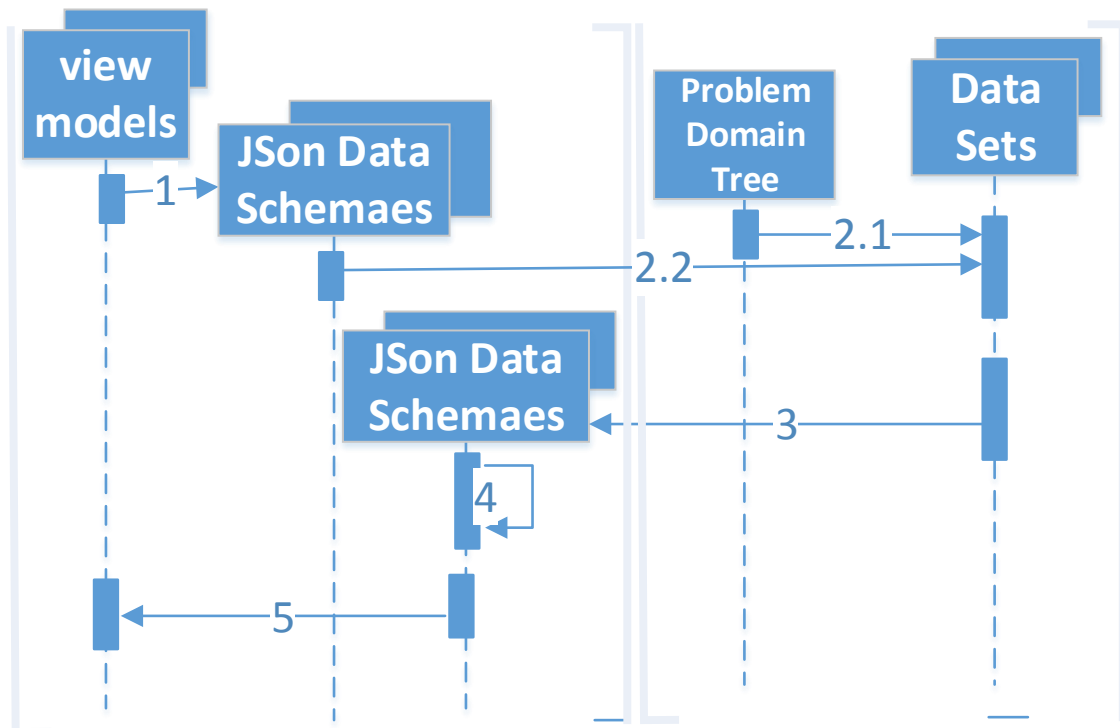 view
models
JSon Data
Schemaes
Problem
Domain
Tree
Data
Sets
1
2.1
2.2
JSon Data
Schemaes
3
4
5